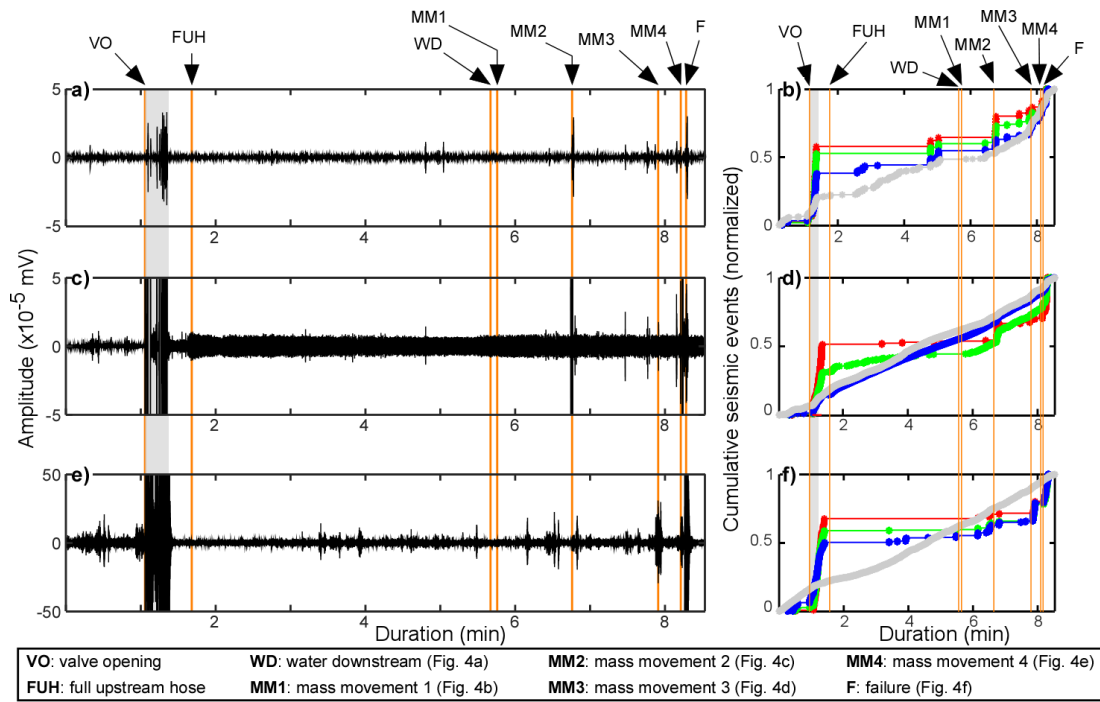 MM1 MM2 MM3 MM4 F
VO FUH WD
MM1 MM3 MM4
VO FUH WD MM2 F
a)
5
0
-5
2 4 6 8
b)
1
0.5
0
2 4 6 8
c)
5
0
-5
2 4 6 8
d)
1
0.5
0
2 4 6 8
e)
50
0
-50
2 4 6 8
f)
1
0.5
0
2 4 6 8
Amplitude (x10⁻⁵ mV)
Cumulative seismic events (normalized)
Duration (min)
Duration (min)
VO: valve opening WD: water downstream (Fig. 4a) MM2: mass movement 2 (Fig. 4c) MM4: mass movement 4 (Fig. 4e)
FUH: full upstream hose MM1: mass movement 1 (Fig. 4b) MM3: mass movement 3 (Fig. 4d) F: failure (Fig. 4f)